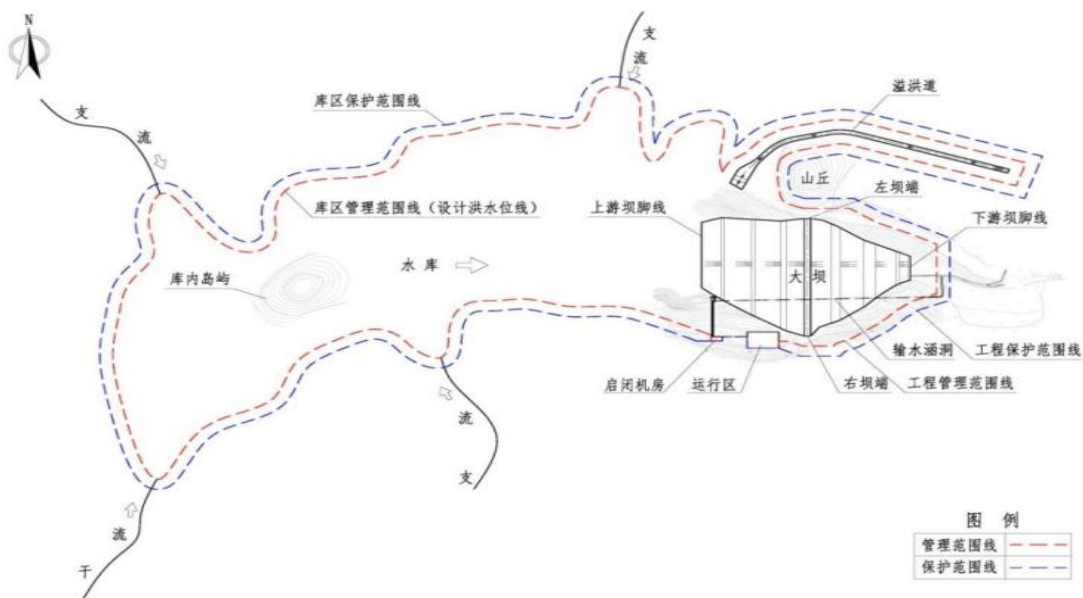 N
支
流
支
流
库区保护范围线
溢洪道
山丘
左坝端
库区管理范围线（设计洪水位线）
上游坝脚线
下游坝脚线
水库
库内岛屿
大坝
启闭机房
运行区
右坝端
输水涵洞
工程管理范围线
工程保护范围线
流
支
流
干
图 例
管理范围线
保护范围线